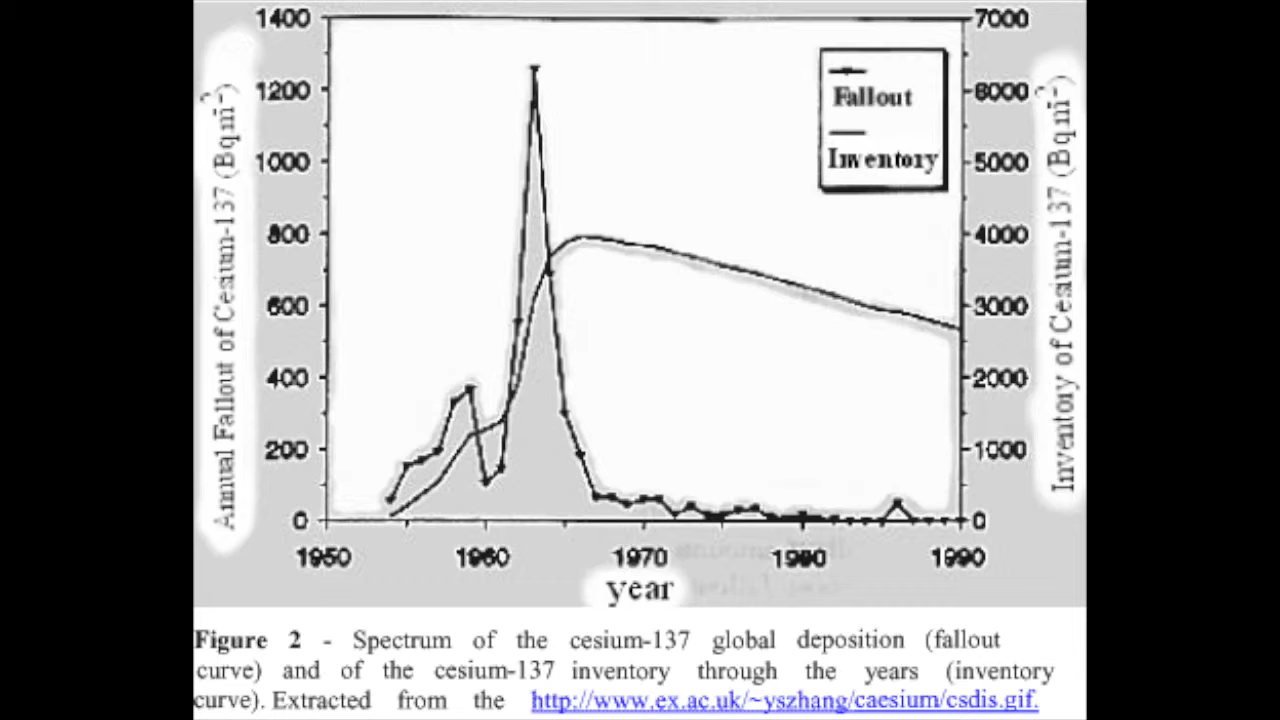 1400
1200
1000
800
600
400
200
0
7000
6000
5000
4000
3000
2000
1000
0
Annual Fallout of Cesium-137 (Bqm⁻²)
Inventory of Cesium-137 (Bqm⁻²)
Fallout
Inventory
1950 1960 1970 1980 1990
year
Figure 2 - Spectrum of the cesium-137 global deposition (fallout
curve) and of the cesium-137 inventory through the years (inventory
curve). Extracted from the http://www.ex.ac.uk/~yszhang/caesium/csdis.gif.